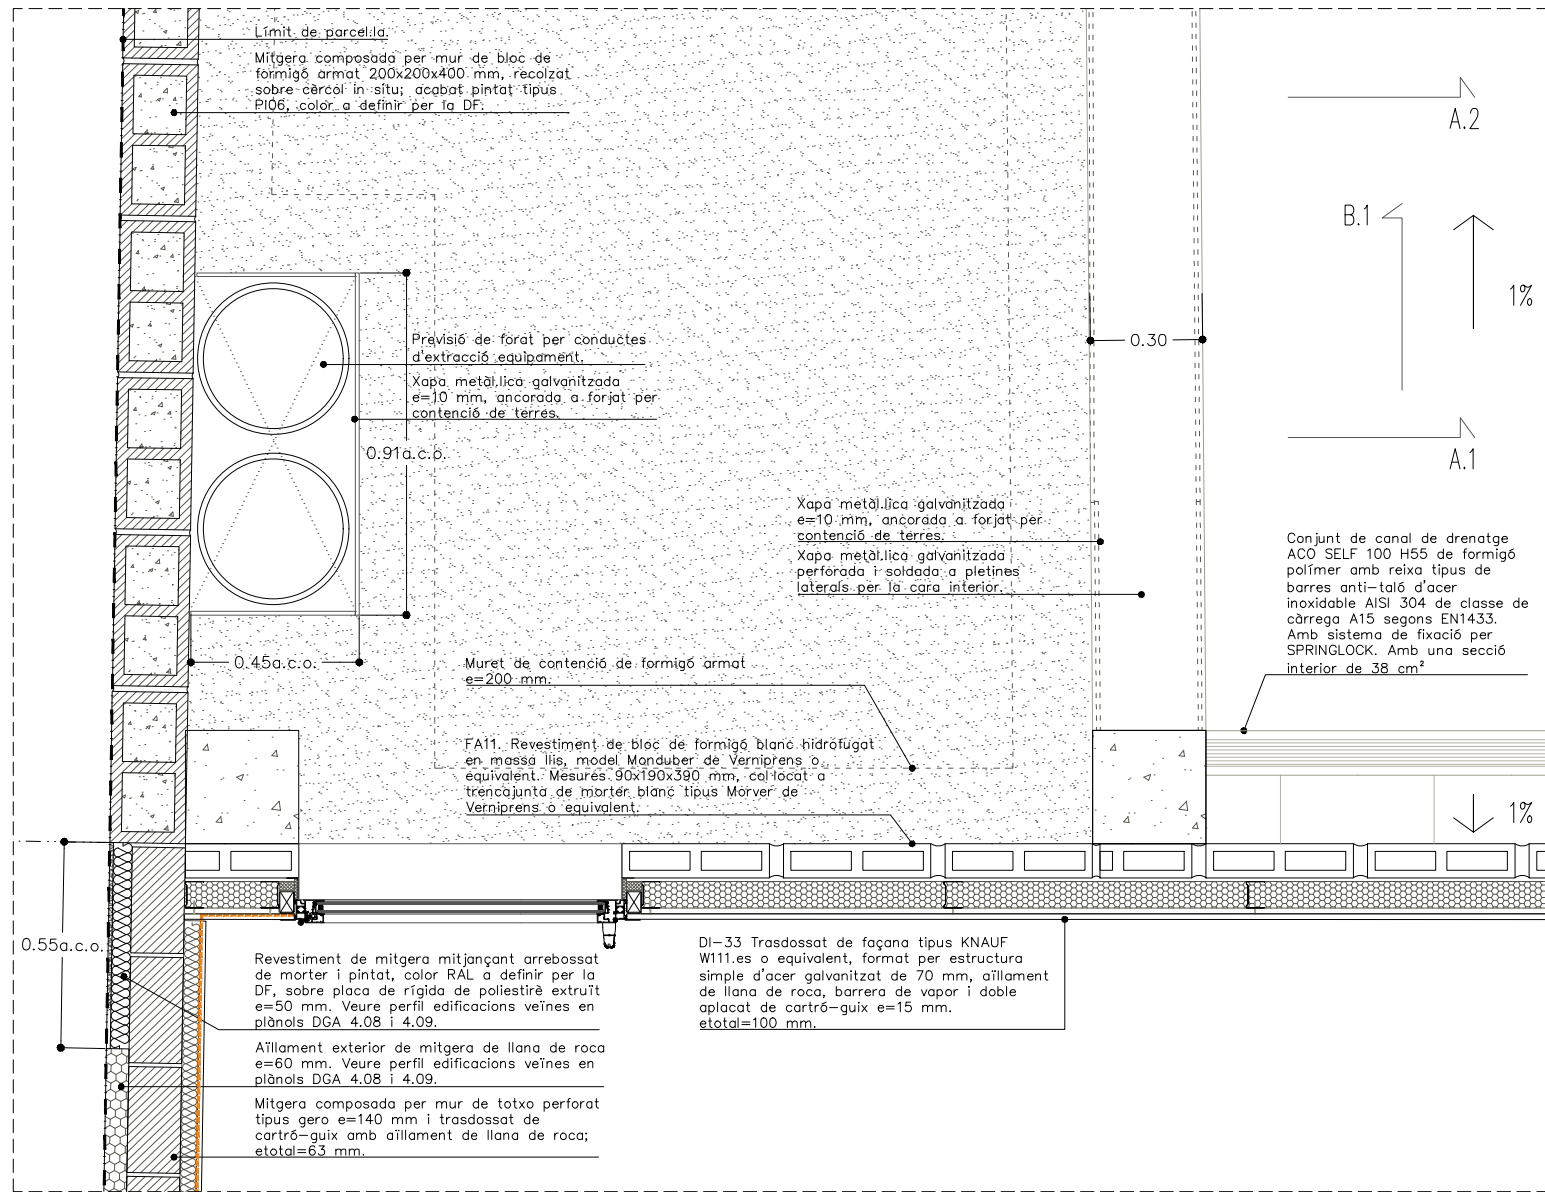 Límit de parcel.la.
Mitgera composada per mur de bloc de
formigó armat 200x200x400 mm, recolzat
sobre cèrcol in situ; acabat pintat tipus
PI06, color a definir per la DF.
A.2
B.1
1%
Previsió de forat per conductes
d'extracció equipament.
0.30
Xapa metàl.lica galvanitzada
e=10 mm, ancorada a forjat per
contenció de terres.
0.91a.c.o.
A.1
Xapa metàl.lica galvanitzada
e=10 mm, ancorada a forjat per
contenció de terres.
Xapa metàl.lica galvanitzada
perforada i soldada a pletines
laterals per la cara interior.
Conjunt de canal de drenatge
ACO SELF 100 H55 de formigó
polímer amb reixa tipus de
barres anti-taló d'acer
inoxidable AISI 304 de classe de
càrrega A15 segons EN1433.
Amb sistema de fixació per
SPRINGLOCK. Amb una secció
interior de 38 cm²
0.45a.c.o.
Muret de contenció de formigó armat
e=200 mm.
FA11. Revestiment de bloc de formigó blanc hidrofugat
en massa llis, model Monduber de Verniprens o
equivalent. Mesures 90x190x390 mm, col·locat a
trencajunta de morter blanc tipus Morver de
Verniprens o equivalent.
1%
0.55a.c.o.
Revestiment de mitgera mitjançant arrebossat
de morter i pintat, color RAL a definir per la
DF, sobre placa de rígida de poliestirè extruït
e=50 mm. Veure perfil edificacions veïnes en
plànols DGA 4.08 i 4.09.
Aïllament exterior de mitgera de llana de roca
e=60 mm. Veure perfil edificacions veïnes en
plànols DGA 4.08 i 4.09.
Mitgera composada per mur de totxo perforat
tipus gero e=140 mm i trasdossat de
cartró-guix amb aïllament de llana de roca;
etotal=63 mm.
DI-33 Trasdossat de façana tipus KNAUF
W111.es o equivalent, format per estructura
simple d'acer galvanitzat de 70 mm, aïllament
de llana de roca, barrera de vapor i doble
aplacat de cartró-guix e=15 mm.
etotal=100 mm.